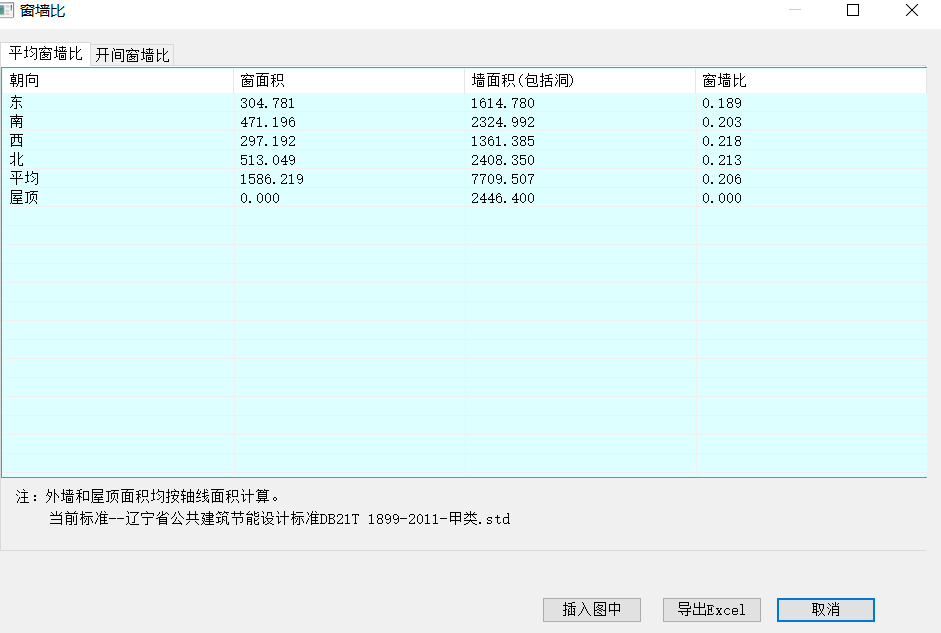 窗墙比
平均窗墙比 开间窗墙比
朝向 窗面积 墙面积(包括洞) 窗墙比
东 304.781 1614.780 0.189
南 471.196 2324.992 0.203
西 297.192 1361.385 0.218
北 513.049 2408.350 0.213
平均 1586.219 7709.507 0.206
屋顶 0.000 2446.400 0.000
注：外墙和屋顶面积均按轴线面积计算。
当前标准--辽宁省公共建筑节能设计标准DB21T 1899-2011-甲类.std
插入图中 导出Excel 取消